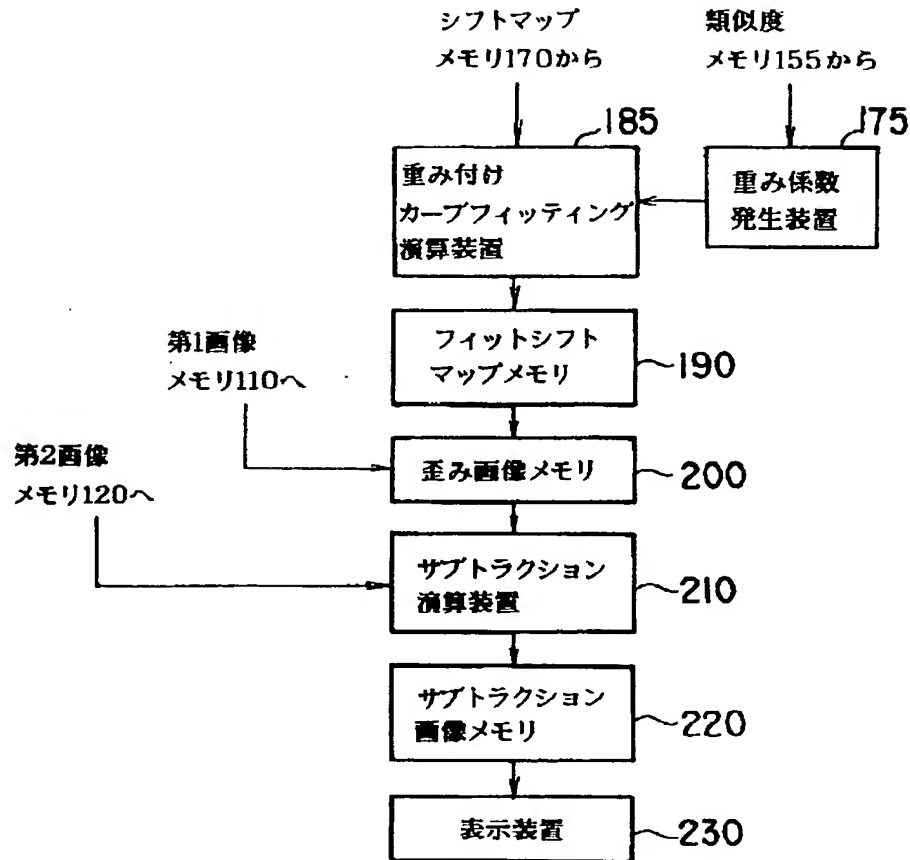 シフトマップ
メモリ170から
類似度
メモリ155から
185
175
重み付け
カーブフィッティング
演算装置
重み係数
発生装置
フィットシフト
マップメモリ
190
第1画像
メモリ110へ
歪み画像メモリ
200
第2画像
メモリ120へ
サブトラクション
演算装置
210
サブトラクション
画像メモリ
220
表示装置
230